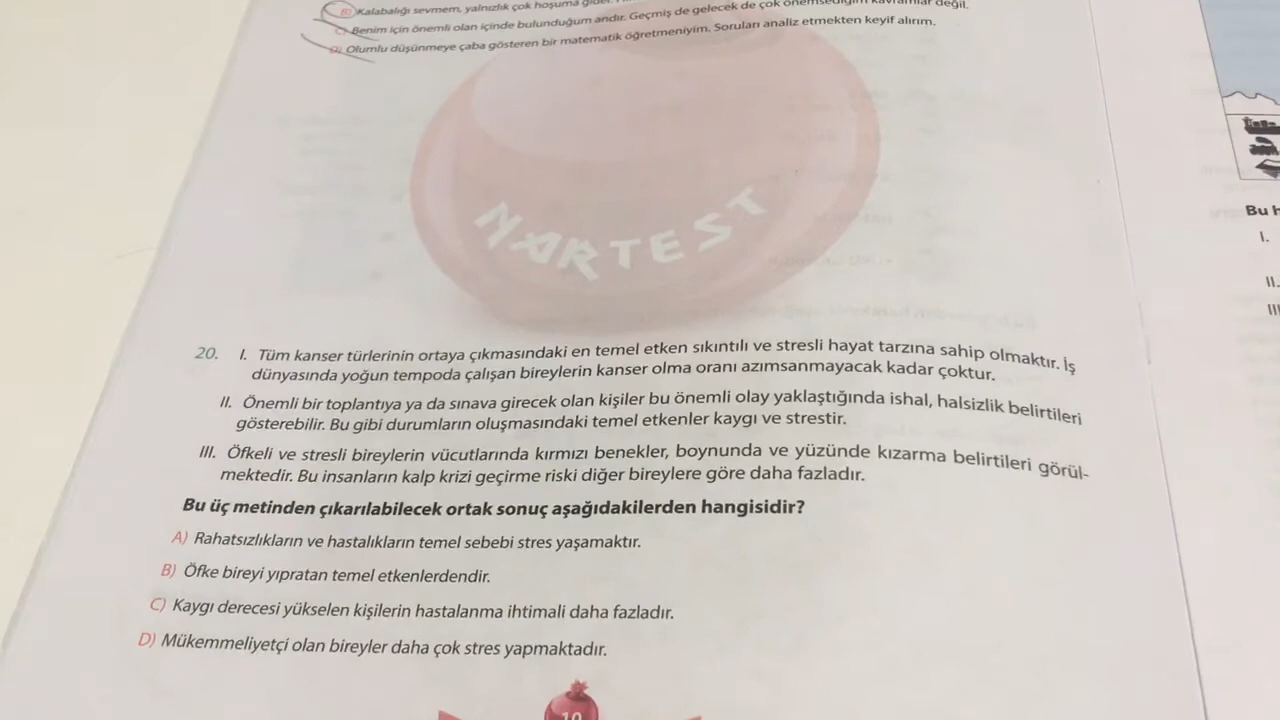 B) Kalabalığı sevmem, yalnızlık çok hoşuma
C) Benim için önemli olan içinde bulunduğum andır. Geçmiş de gelecek de çok önemsediğim kavramlar değil.
D) Olumlu düşünmeye çaba gösteren bir matematik öğretmeniyim. Soruları analiz etmekten keyif alırım.
NARTEST
20. I. Tüm kanser türlerinin ortaya çıkmasındaki en temel etken sıkıntılı ve stresli hayat tarzına sahip olmaktır. İş
dünyasında yoğun tempoda çalışan bireylerin kanser olma oranı azımsanmayacak kadar çoktur.
II. Önemli bir toplantıya ya da sınava girecek olan kişiler bu önemli olay yaklaştığında ishal, halsizlik belirtileri
gösterebilir. Bu gibi durumların oluşmasındaki temel etkenler kaygı ve strestir.
III. Öfkeli ve stresli bireylerin vücutlarında kırmızı benekler, boynunda ve yüzünde kızarma belirtileri görül-
mektedir. Bu insanların kalp krizi geçirme riski diğer bireylere göre daha fazladır.
Bu üç metinden çıkarılabilecek ortak sonuç aşağıdakilerden hangisidir?
A) Rahatsızlıkların ve hastalıkların temel sebebi stres yaşamaktır.
B) Öfke bireyi yıpratan temel etkenlerdendir.
C) Kaygı derecesi yükselen kişilerin hastalanma ihtimali daha fazladır.
D) Mükemmeliyetçi olan bireyler daha çok stres yapmaktadır.
10
Bu
I.
II.
III